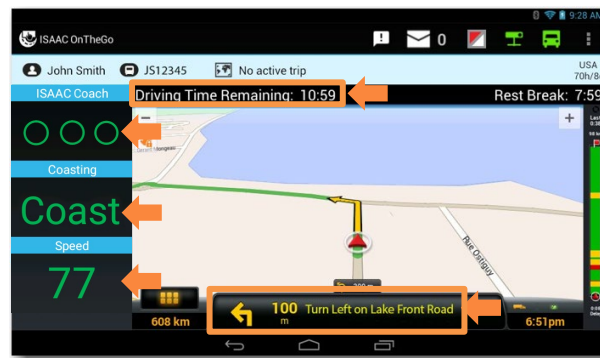 9:28 AM
ISAAC OnTheGo
0
John Smith
JS12345
No active trip
USA
70h/8
ISAAC Coach
Driving Time Remaining: 10:59
Rest Break: 7:59
Coasting
Coast
Rue Ostiguy
Speed
77
100 m
Turn Left on Lake Front Road
608 km
6:51pm